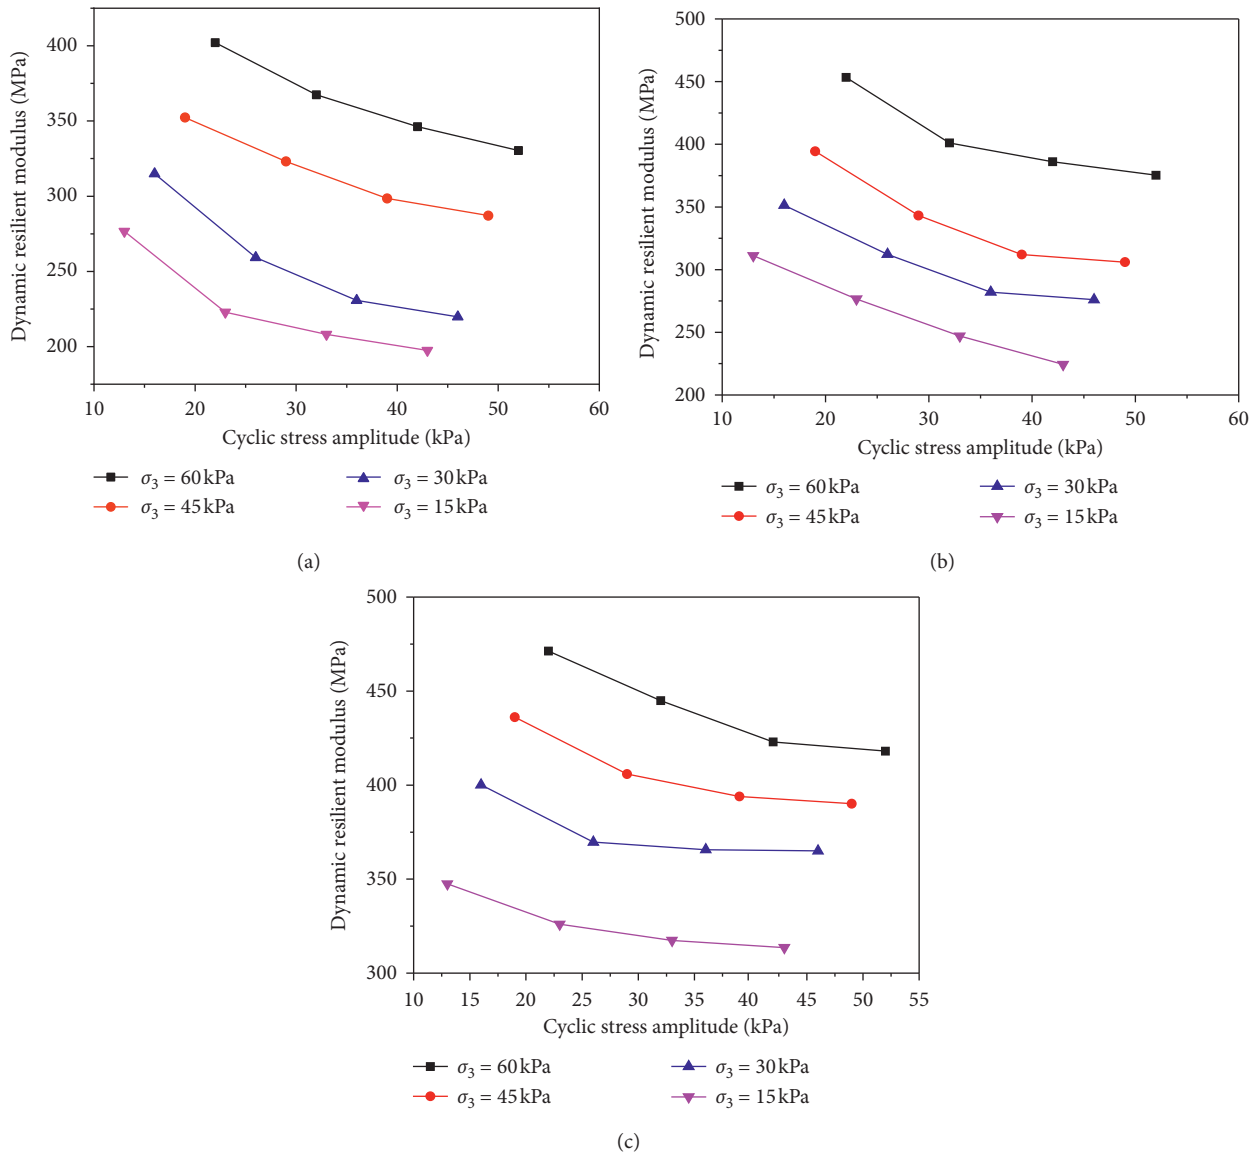 Dynamic resilient modulus (MPa)
400
350
300
250
200
10 20 30 40 50 60
Cyclic stress amplitude (kPa)
σ3 = 60 kPa
σ3 = 45 kPa
σ3 = 30 kPa
σ3 = 15 kPa
(a)
Dynamic resilient modulus (MPa)
500
450
400
350
300
250
200
10 20 30 40 50 60
Cyclic stress amplitude (kPa)
σ3 = 60 kPa
σ3 = 45 kPa
σ3 = 30 kPa
σ3 = 15 kPa
(b)
Dynamic resilient modulus (MPa)
500
450
400
350
300
10 15 20 25 30 35 40 45 50 55
Cyclic stress amplitude (kPa)
σ3 = 60 kPa
σ3 = 45 kPa
σ3 = 30 kPa
σ3 = 15 kPa
(c)